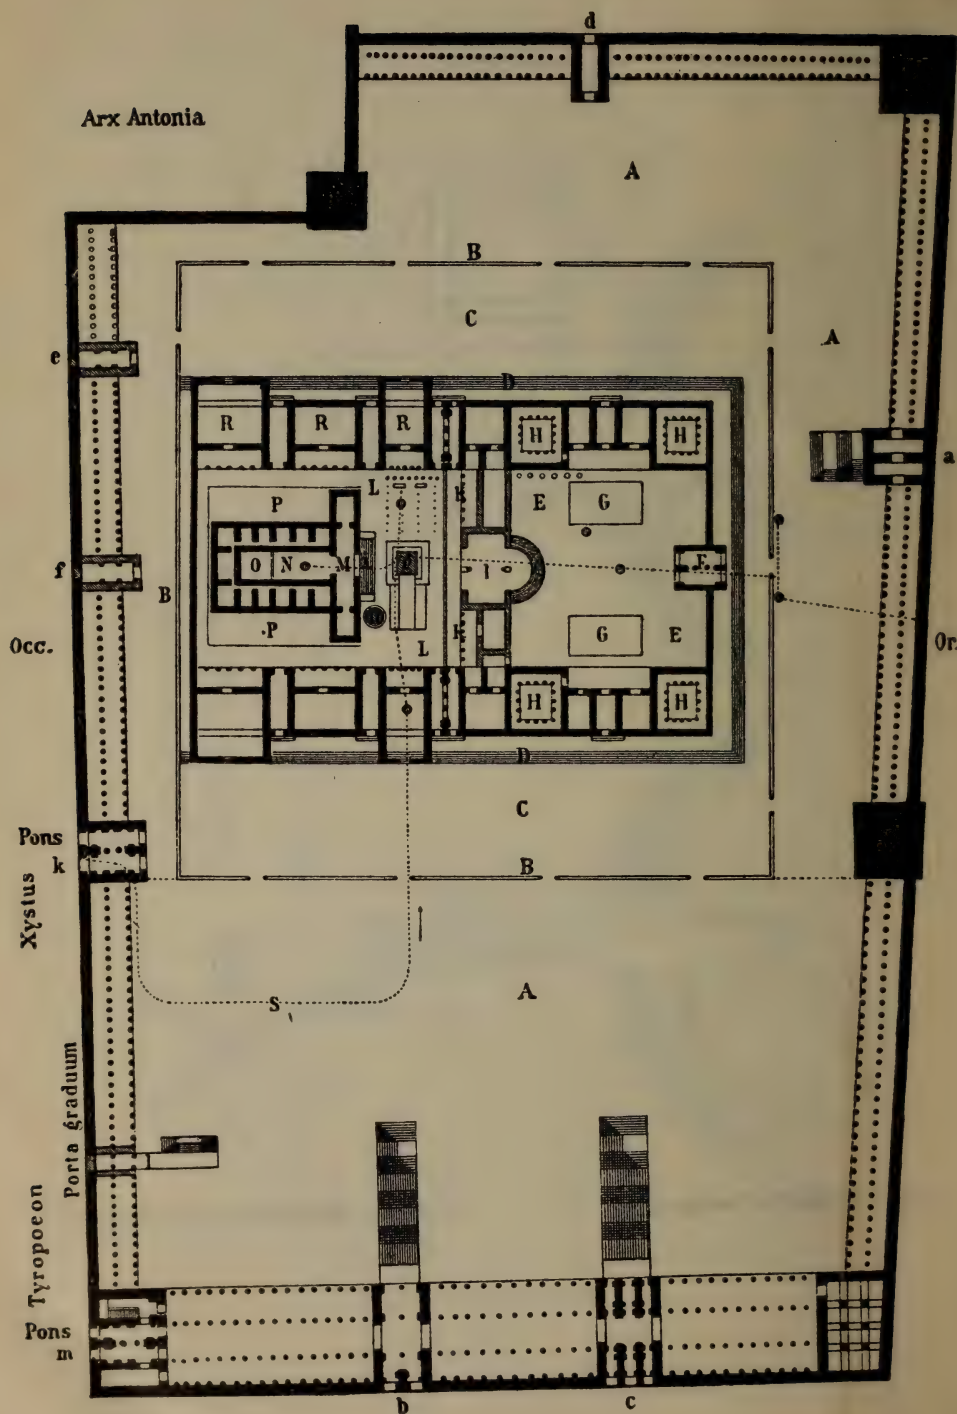 d
Arx Antonia
A
B
C
A
e
D
R R R H H
a
L K E G
P
f
O N M I F
B
P
K G E
L
Occ.
Or.
H H
D
C
Pons
k
B
Xystus
A
S
Porta graduum
Tyropoeon
Pons
m
b
c